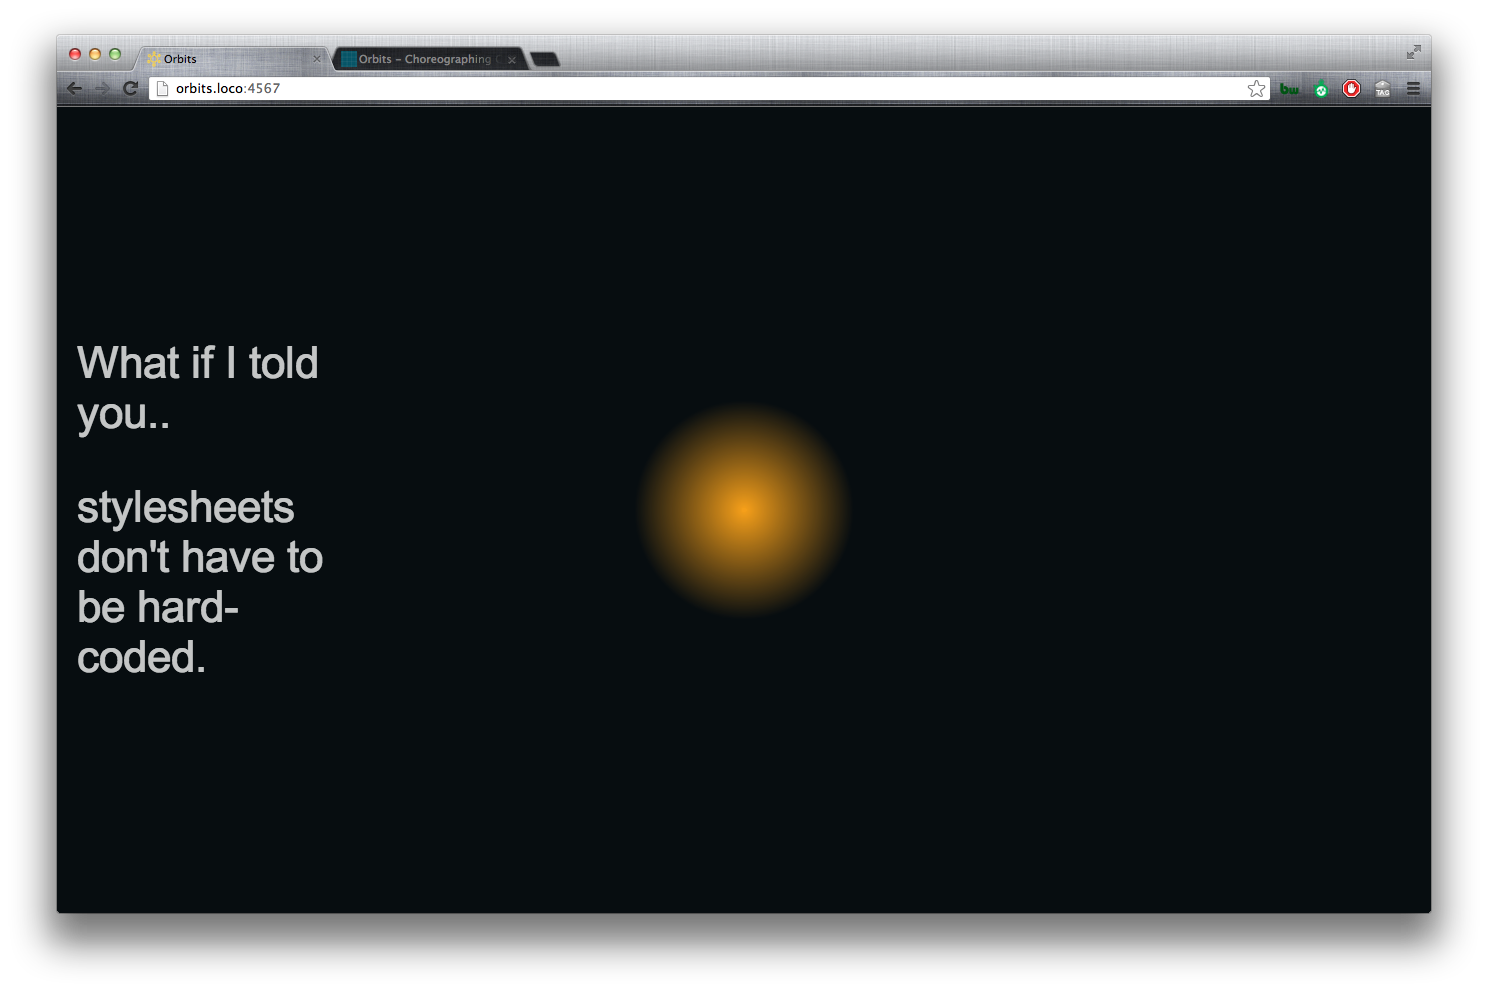 Orbits
Orbits – Choreographing
orbits.loco:4567
bw
TAG
What if I told
you..
stylesheets
don't have to
be hard-
coded.